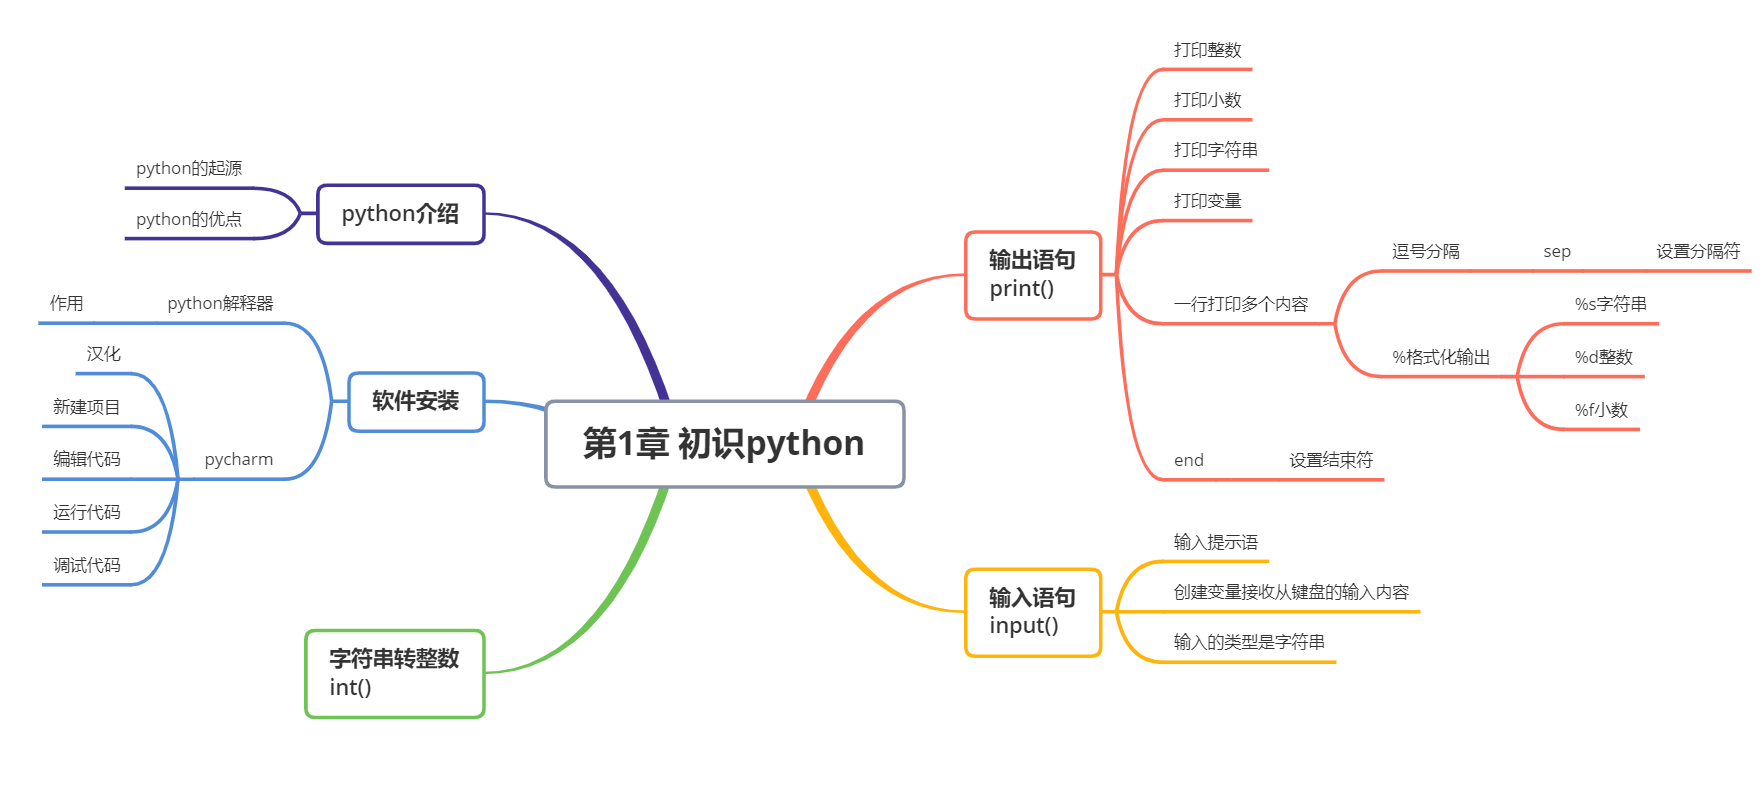 第1章 初识python
python介绍
python的起源
python的优点
软件安装
python解释器
作用
pycharm
汉化
新建项目
编辑代码
运行代码
调试代码
字符串转整数
int()
输出语句
print()
打印整数
打印小数
打印字符串
打印变量
一行打印多个内容
逗号分隔
sep
设置分隔符
%格式化输出
%s字符串
%d整数
%f小数
end
设置结束符
输入语句
input()
输入提示语
创建变量接收从键盘的输入内容
输入的类型是字符串